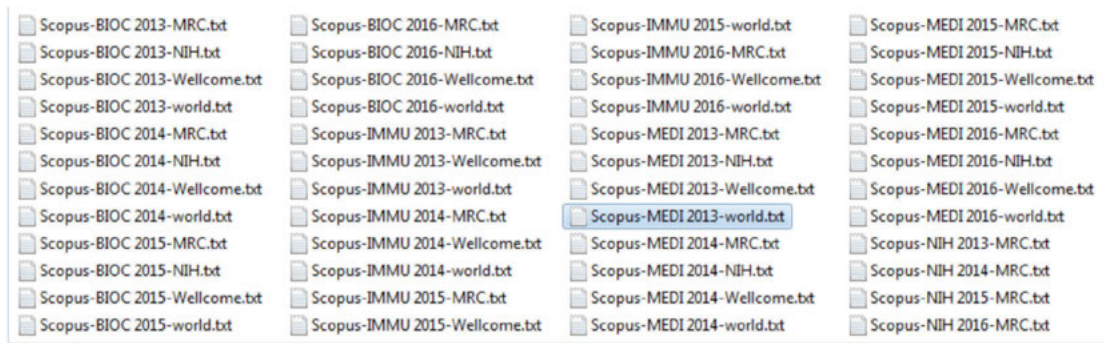 Scopus-BIOC 2013-MRC.txt
Scopus-BIOC 2013-NIH.txt
Scopus-BIOC 2013-Wellcome.txt
Scopus-BIOC 2013-world.txt
Scopus-BIOC 2014-MRC.txt
Scopus-BIOC 2014-NIH.txt
Scopus-BIOC 2014-Wellcome.txt
Scopus-BIOC 2014-world.txt
Scopus-BIOC 2015-MRC.txt
Scopus-BIOC 2015-NIH.txt
Scopus-BIOC 2015-Wellcome.txt
Scopus-BIOC 2015-world.txt
Scopus-BIOC 2016-MRC.txt
Scopus-BIOC 2016-NIH.txt
Scopus-BIOC 2016-Wellcome.txt
Scopus-BIOC 2016-world.txt
Scopus-IMMU 2013-MRC.txt
Scopus-IMMU 2013-Wellcome.txt
Scopus-IMMU 2013-world.txt
Scopus-IMMU 2014-MRC.txt
Scopus-IMMU 2014-Wellcome.txt
Scopus-IMMU 2014-world.txt
Scopus-IMMU 2015-MRC.txt
Scopus-IMMU 2015-Wellcome.txt
Scopus-IMMU 2015-world.txt
Scopus-IMMU 2016-MRC.txt
Scopus-IMMU 2016-Wellcome.txt
Scopus-IMMU 2016-world.txt
Scopus-MEDI 2013-MRC.txt
Scopus-MEDI 2013-NIH.txt
Scopus-MEDI 2013-Wellcome.txt
Scopus-MEDI 2013-world.txt
Scopus-MEDI 2014-MRC.txt
Scopus-MEDI 2014-NIH.txt
Scopus-MEDI 2014-Wellcome.txt
Scopus-MEDI 2014-world.txt
Scopus-MEDI 2015-MRC.txt
Scopus-MEDI 2015-NIH.txt
Scopus-MEDI 2015-Wellcome.txt
Scopus-MEDI 2015-world.txt
Scopus-MEDI 2016-MRC.txt
Scopus-MEDI 2016-NIH.txt
Scopus-MEDI 2016-Wellcome.txt
Scopus-MEDI 2016-world.txt
Scopus-NIH 2013-MRC.txt
Scopus-NIH 2014-MRC.txt
Scopus-NIH 2015-MRC.txt
Scopus-NIH 2016-MRC.txt